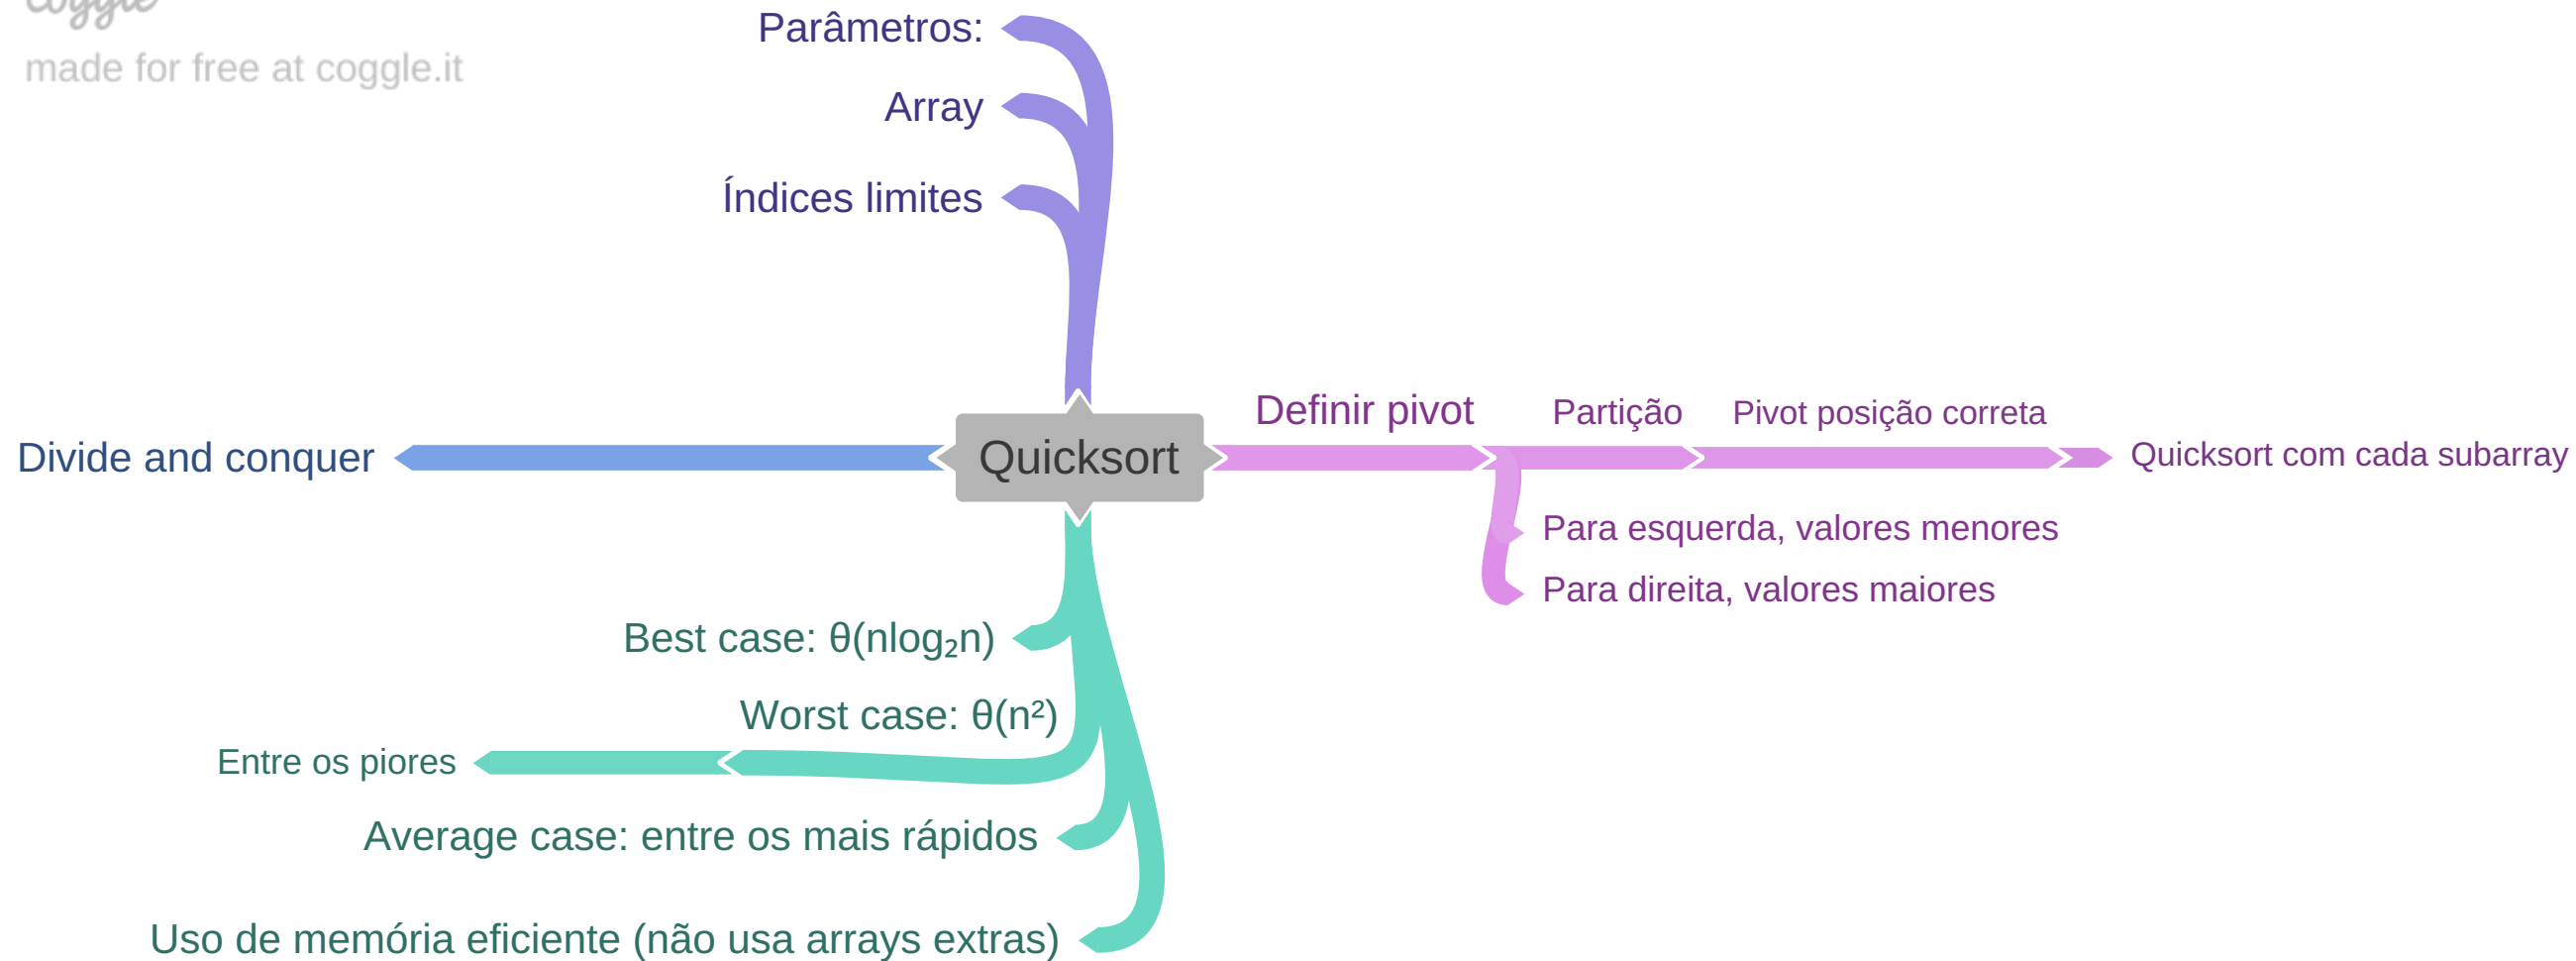 coggle
made for free at coggle.it
Parâmetros:
Array
Índices limites
Divide and conquer
Quicksort
Definir pivot
Partição
Pivot posição correta
Quicksort com cada subarray
Para esquerda, valores menores
Para direita, valores maiores
Best case: θ(nlog₂n)
Worst case: θ(n²)
Entre os piores
Average case: entre os mais rápidos
Uso de memória eficiente (não usa arrays extras)